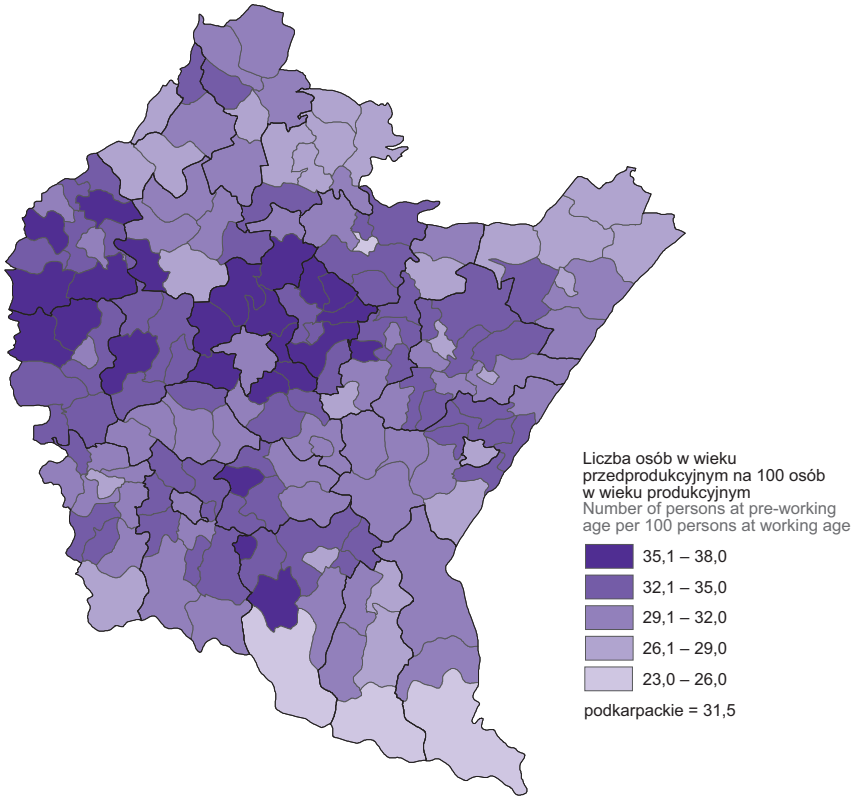 Liczba osób w wieku
przedprodukcyjnym na 100 osób
w wieku produkcyjnym
Number of persons at pre-working
age per 100 persons at working age
35,1 – 38,0
32,1 – 35,0
29,1 – 32,0
26,1 – 29,0
23,0 – 26,0
podkarpackie = 31,5